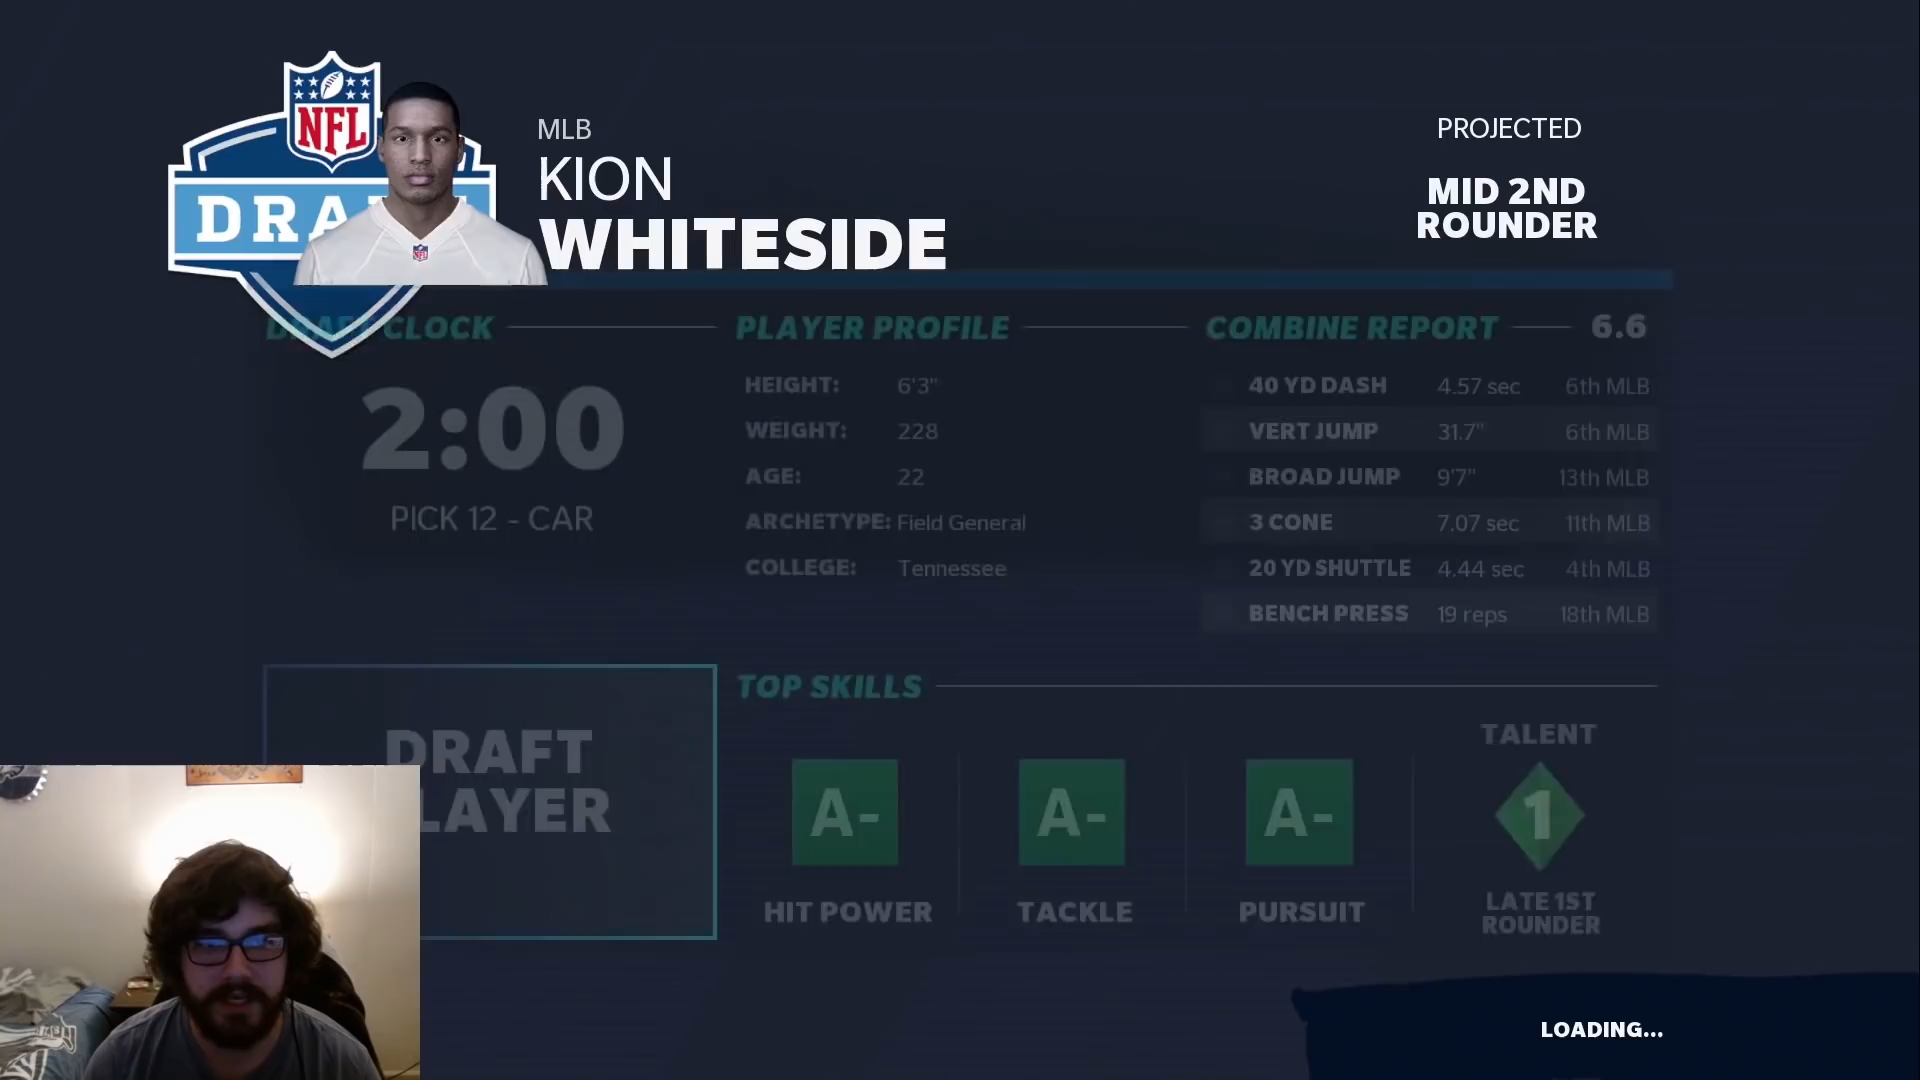 NFL
DRA
NFL
MLB
KION
WHITESIDE
PROJECTED
MID 2ND
ROUNDER
DRAFT CLOCK
2:00
PICK 12 - CAR
PLAYER PROFILE
HEIGHT: 6'3"
WEIGHT: 228
AGE: 22
ARCHETYPE: Field General
COLLEGE: Tennessee
COMBINE REPORT 6.6
40 YD DASH 4.57 sec 6th MLB
VERT JUMP 31.7" 6th MLB
BROAD JUMP 9'7" 13th MLB
3 CONE 7.07 sec 11th MLB
20 YD SHUTTLE 4.44 sec 4th MLB
BENCH PRESS 19 reps 18th MLB
DRAFT
LAYER
TOP SKILLS
A-
HIT POWER
A-
TACKLE
A-
PURSUIT
TALENT
1
LATE 1ST
ROUNDER
LOADING...